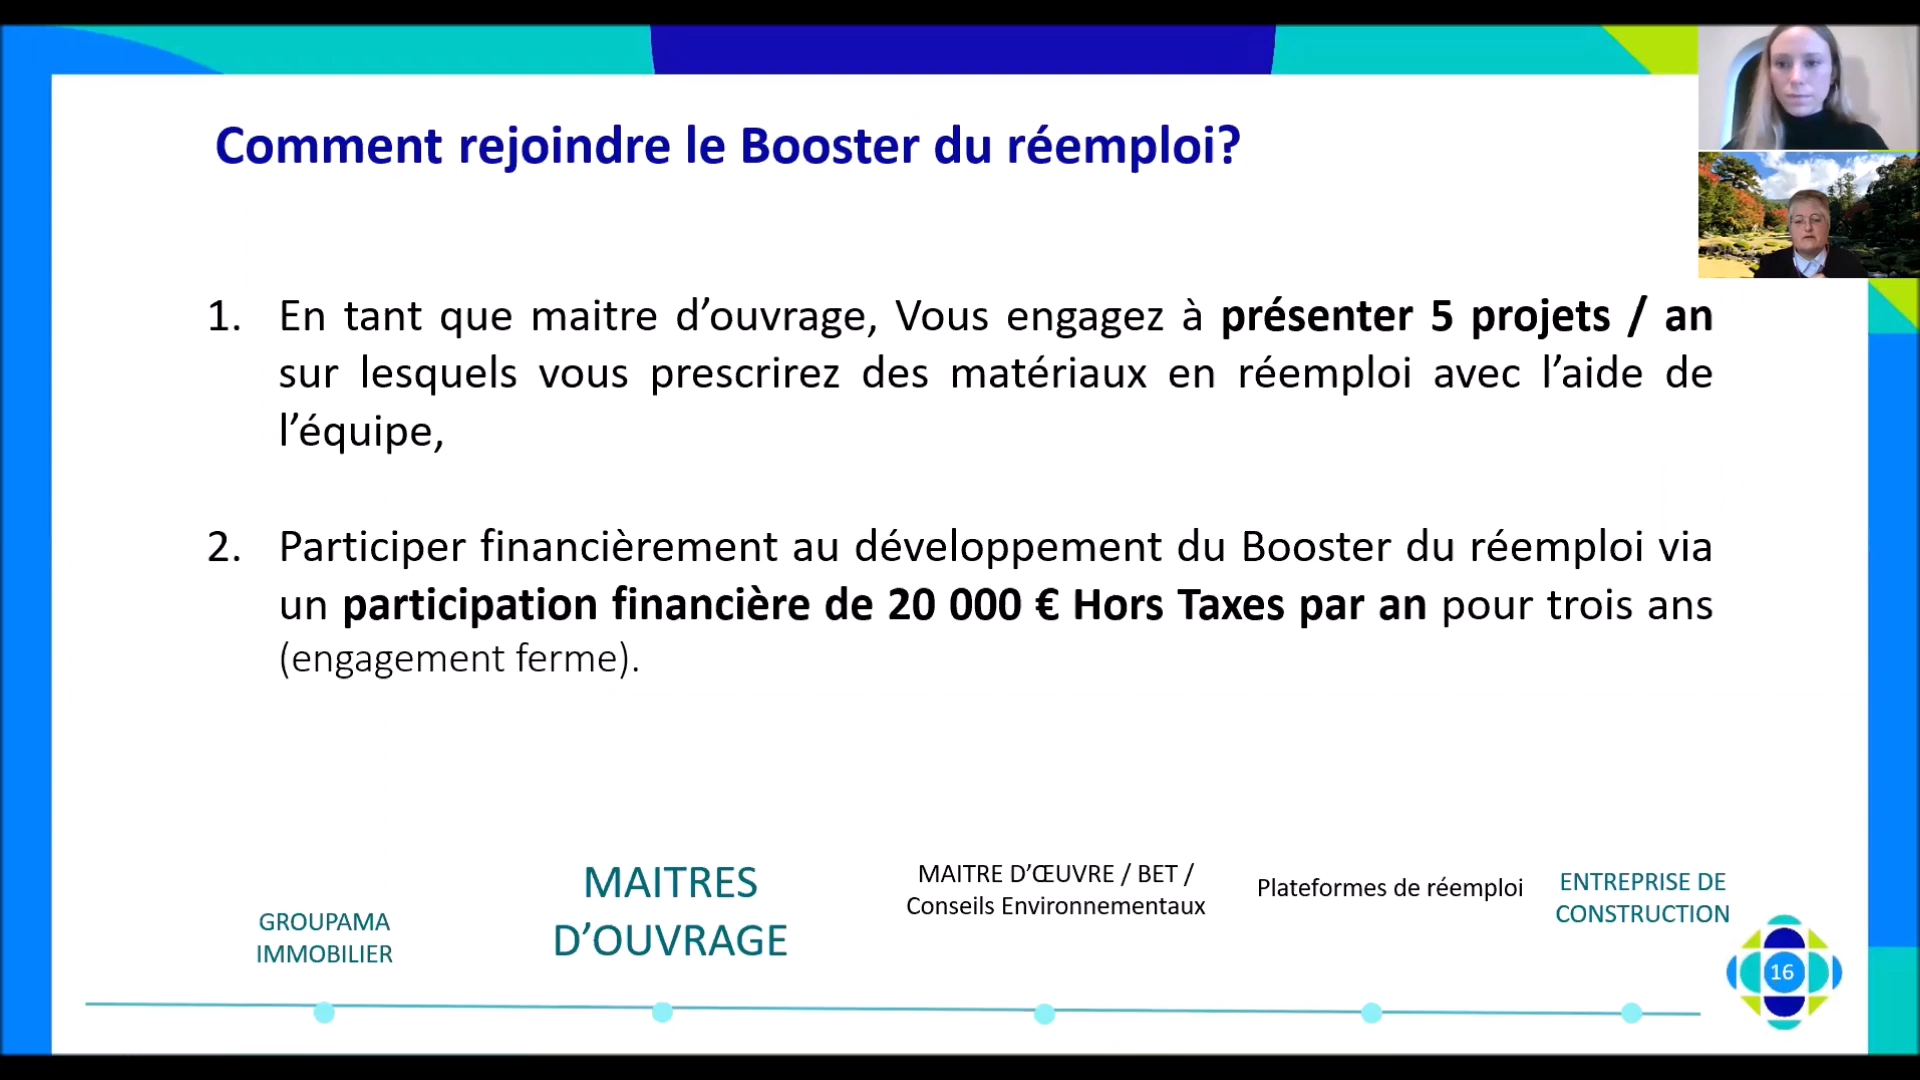 Comment rejoindre le Booster du réemploi?
1. En tant que maitre d’ouvrage, Vous engagez à présenter 5 projets / an
sur lesquels vous prescrirez des matériaux en réemploi avec l’aide de
l’équipe,
2. Participer financièrement au développement du Booster du réemploi via
un participation financière de 20 000 € Hors Taxes par an pour trois ans
(engagement ferme).
GROUPAMA
IMMOBILIER
MAITRES
D’OUVRAGE
MAITRE D’ŒUVRE / BET /
Conseils Environnementaux
Plateformes de réemploi
ENTREPRISE DE
CONSTRUCTION
16